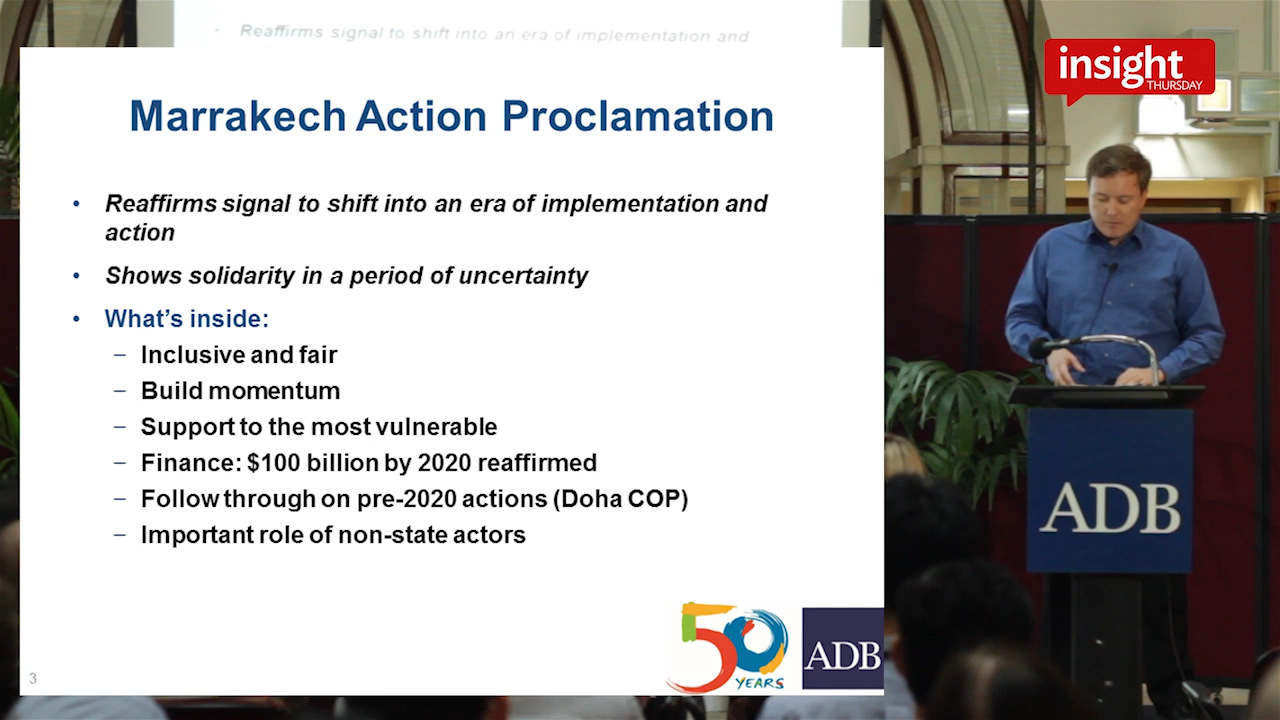 Reaffirms signal to shift into an era of implementation and
insight
THURSDAY
Marrakech Action Proclamation
• Reaffirms signal to shift into an era of implementation and
action
• Shows solidarity in a period of uncertainty
• What's inside:
– Inclusive and fair
– Build momentum
– Support to the most vulnerable
– Finance: $100 billion by 2020 reaffirmed
– Follow through on pre-2020 actions (Doha COP)
– Important role of non-state actors
50
YEARS
ADB
3
ADB